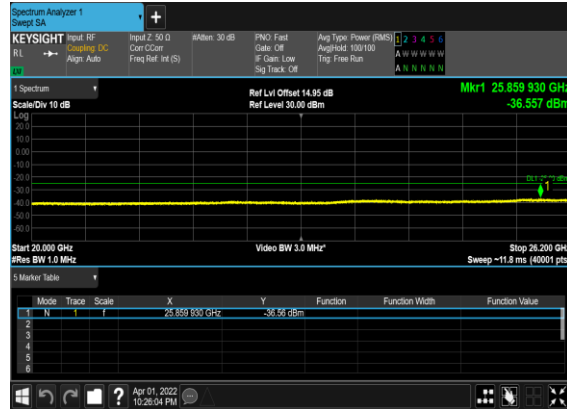 Spectrum Analyzer 1
Swept SA
+
KEYSIGHT Input: RF Input Z: 50 Ω #Atten: 30 dB PNO: Fast Avg Type: Power (RMS) 1 2 3 4 5 6
RL Coupling: DC Corr CCorr Gate: Off Avg|Hold: 100/100 A W W W W W
Align: Auto Freq Ref: Int (S) IF Gain: Low Trig: Free Run
Sig Track: Off A N N N N N
1 Spectrum Ref Lvl Offset 14.95 dB Mkr1 25.859 930 GHz
Scale/Div 10 dB Ref Level 30.00 dBm -36.557 dBm
Log
20.0
10.0
0.00
-10.0
-20.0
-30.0
1
-40.0
-50.0
-60.0
Start 20.000 GHz Video BW 3.0 MHz* Stop 26.200 GHz
#Res BW 1.0 MHz Sweep ~11.8 ms (40001 pts)
5 Marker Table
Mode Trace Scale X Y Function Function Width Function Value
1 N 1 f 25.859 930 GHz -36.56 dBm
2
3
4
5
6
? Apr 01, 2022
10:26:04 PM